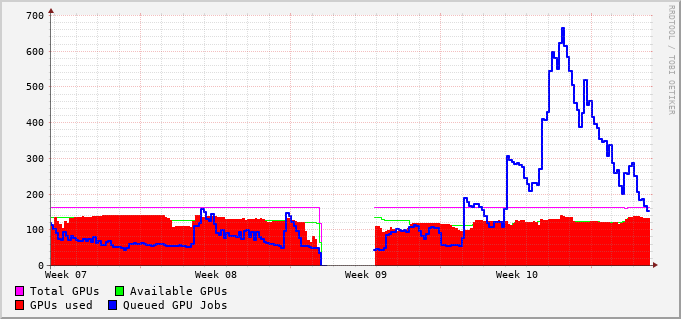 700
600
500
400
300
200
100
0
Week 07 Week 08 Week 09 Week 10
Total GPUs Available GPUs
GPUs used Queued GPU Jobs
RRDTOOL / TOBI OETIKER